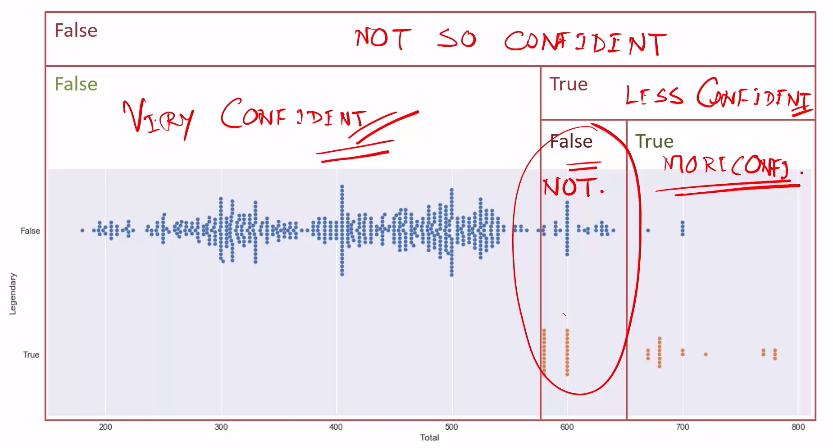 False
NOT SO CONFIDENT
False
True
VERY CONFIDENT
LESS CONFIDENT
False
True
NOT.
MORE CONFI.
False
True
Legendary
200 300 400 500 600 700 800
Total